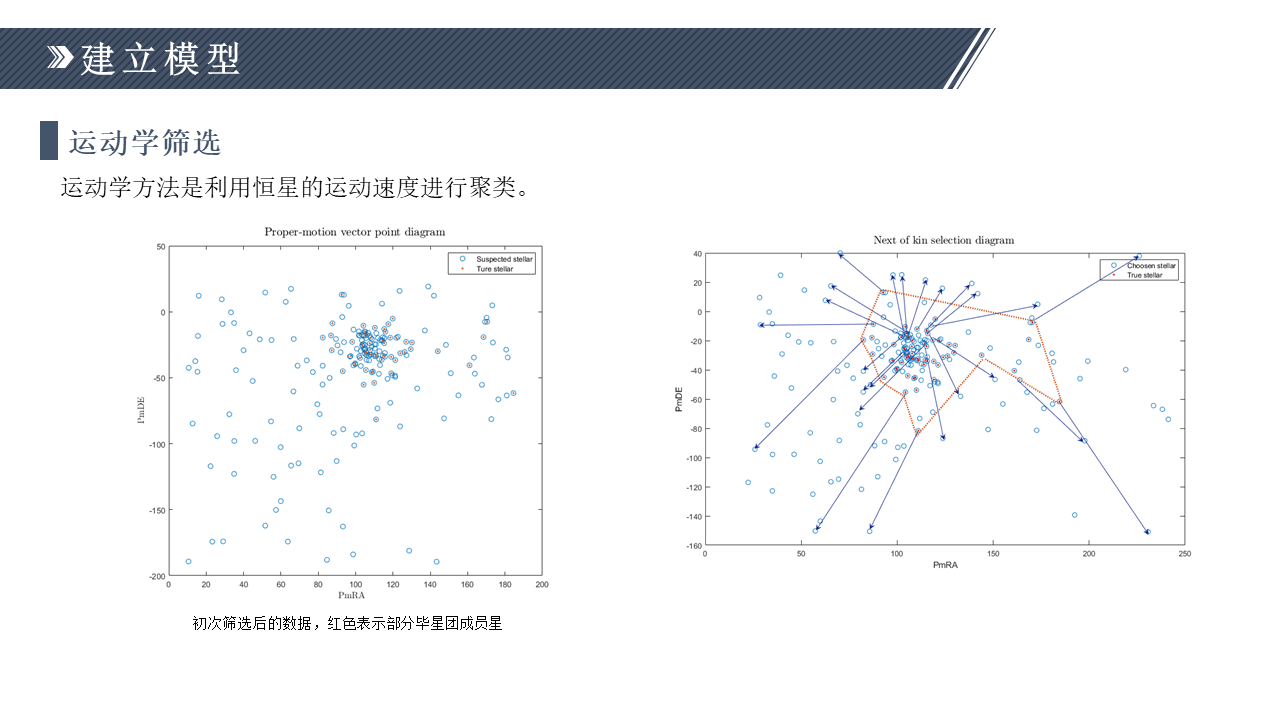 建立模型
运动学筛选
运动学方法是利用恒星的运动速度进行聚类。
Proper-motion vector point diagram
Suspected stellar
Ture stellar
50
0
-50
-100
-150
-200
PmDE
0 20 40 60 80 100 120 140 160 180 200
PmRA
初次筛选后的数据，红色表示部分毕星团成员星
Next of kin selection diagram
Choosen stellar
True stellar
40
20
0
-20
-40
-60
-80
-100
-120
-140
-160
PmDE
0 50 100 150 200 250
PmRA